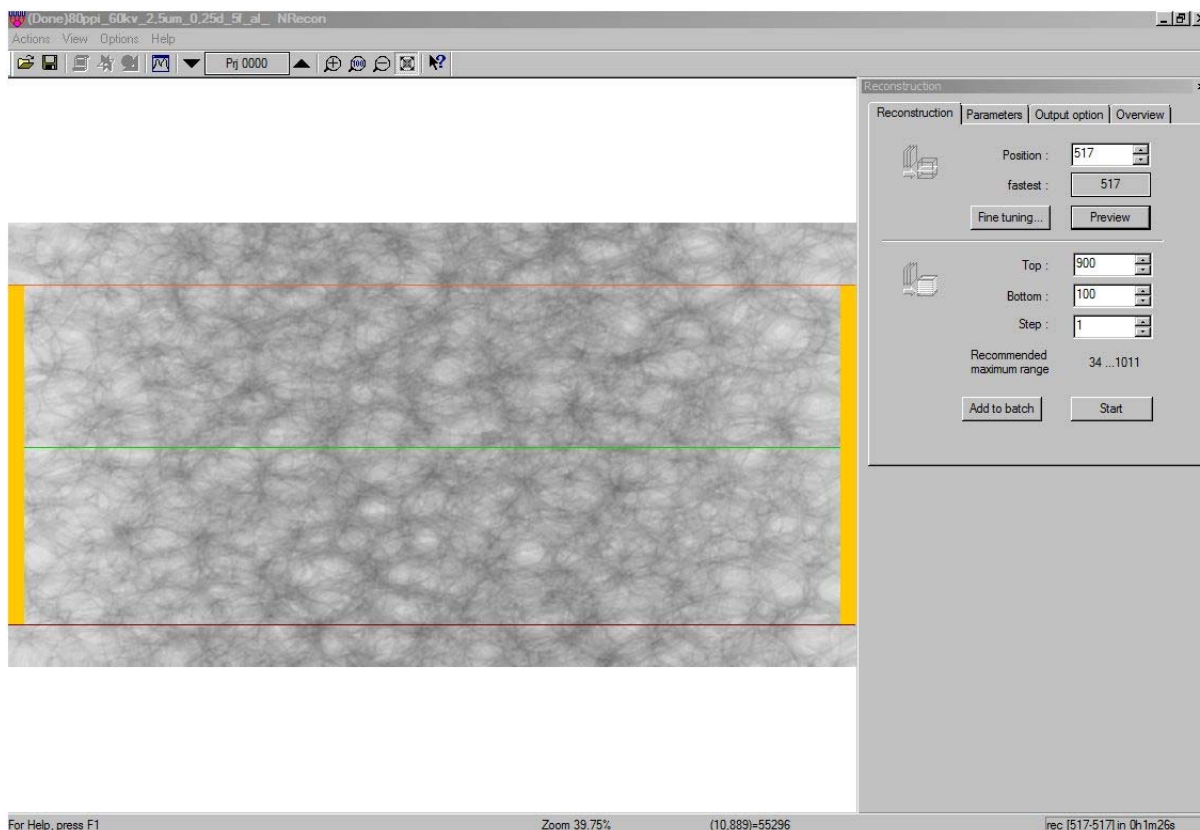 (Done)80ppi_60kv_2,5um_0,25d_5f_al_ NRecon
Actions View Options Help
Prj 0000
100
Reconstruction
Reconstruction Parameters Output option Overview
Position : 517
fastest : 517
Fine tuning... Preview
Top : 900
Bottom : 100
Step : 1
Recommended
maximum range 34 ...1011
Add to batch Start
For Help, press F1 Zoom 39.75% (10,889)=55296 rec [517-517] in 0h1m26s